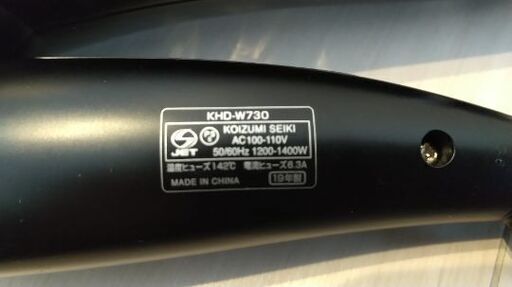 KHD-W730
JET
KOIZUMI SEIKI
AC100-110V
50/60Hz 1200-1400W
温度ヒューズ142℃ 電流ヒューズ6.3A
MADE IN CHINA
19年製